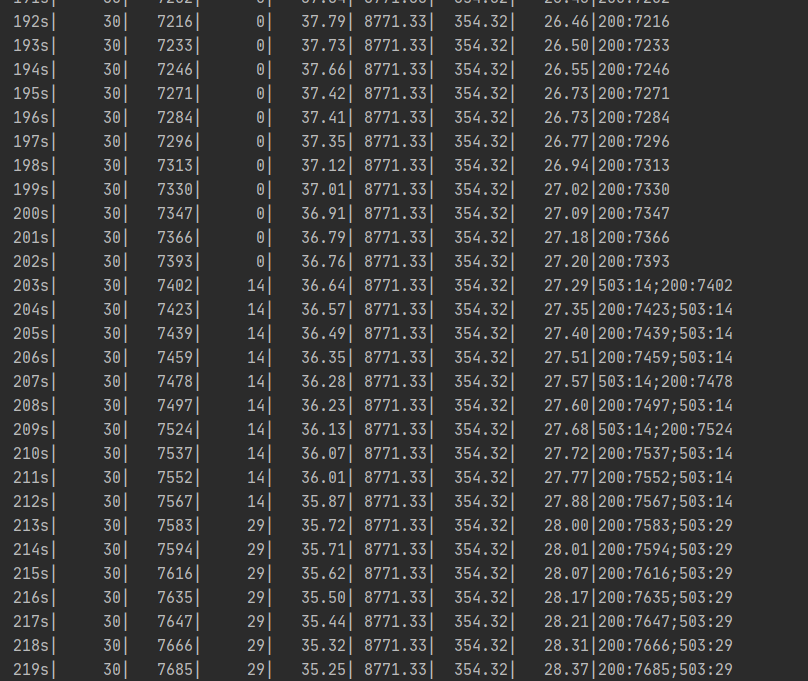 192s|     30|   7216|      0|   37.79| 8771.33|  354.32|   26.46|200:7216
193s|     30|   7233|      0|   37.73| 8771.33|  354.32|   26.50|200:7233
194s|     30|   7246|      0|   37.66| 8771.33|  354.32|   26.55|200:7246
195s|     30|   7271|      0|   37.42| 8771.33|  354.32|   26.73|200:7271
196s|     30|   7284|      0|   37.41| 8771.33|  354.32|   26.73|200:7284
197s|     30|   7296|      0|   37.35| 8771.33|  354.32|   26.77|200:7296
198s|     30|   7313|      0|   37.12| 8771.33|  354.32|   26.94|200:7313
199s|     30|   7330|      0|   37.01| 8771.33|  354.32|   27.02|200:7330
200s|     30|   7347|      0|   36.91| 8771.33|  354.32|   27.09|200:7347
201s|     30|   7366|      0|   36.79| 8771.33|  354.32|   27.18|200:7366
202s|     30|   7393|      0|   36.76| 8771.33|  354.32|   27.20|200:7393
203s|     30|   7402|     14|   36.64| 8771.33|  354.32|   27.29|503:14;200:7402
204s|     30|   7423|     14|   36.57| 8771.33|  354.32|   27.35|200:7423;503:14
205s|     30|   7439|     14|   36.49| 8771.33|  354.32|   27.40|200:7439;503:14
206s|     30|   7459|     14|   36.35| 8771.33|  354.32|   27.51|200:7459;503:14
207s|     30|   7478|     14|   36.28| 8771.33|  354.32|   27.57|503:14;200:7478
208s|     30|   7497|     14|   36.23| 8771.33|  354.32|   27.60|200:7497;503:14
209s|     30|   7524|     14|   36.13| 8771.33|  354.32|   27.68|503:14;200:7524
210s|     30|   7537|     14|   36.07| 8771.33|  354.32|   27.72|200:7537;503:14
211s|     30|   7552|     14|   36.01| 8771.33|  354.32|   27.77|200:7552;503:14
212s|     30|   7567|     14|   35.87| 8771.33|  354.32|   27.88|200:7567;503:14
213s|     30|   7583|     29|   35.72| 8771.33|  354.32|   28.00|200:7583;503:29
214s|     30|   7594|     29|   35.71| 8771.33|  354.32|   28.01|200:7594;503:29
215s|     30|   7616|     29|   35.62| 8771.33|  354.32|   28.07|200:7616;503:29
216s|     30|   7635|     29|   35.50| 8771.33|  354.32|   28.17|200:7635;503:29
217s|     30|   7647|     29|   35.44| 8771.33|  354.32|   28.21|200:7647;503:29
218s|     30|   7666|     29|   35.32| 8771.33|  354.32|   28.31|200:7666;503:29
219s|     30|   7685|     29|   35.25| 8771.33|  354.32|   28.37|200:7685;503:29